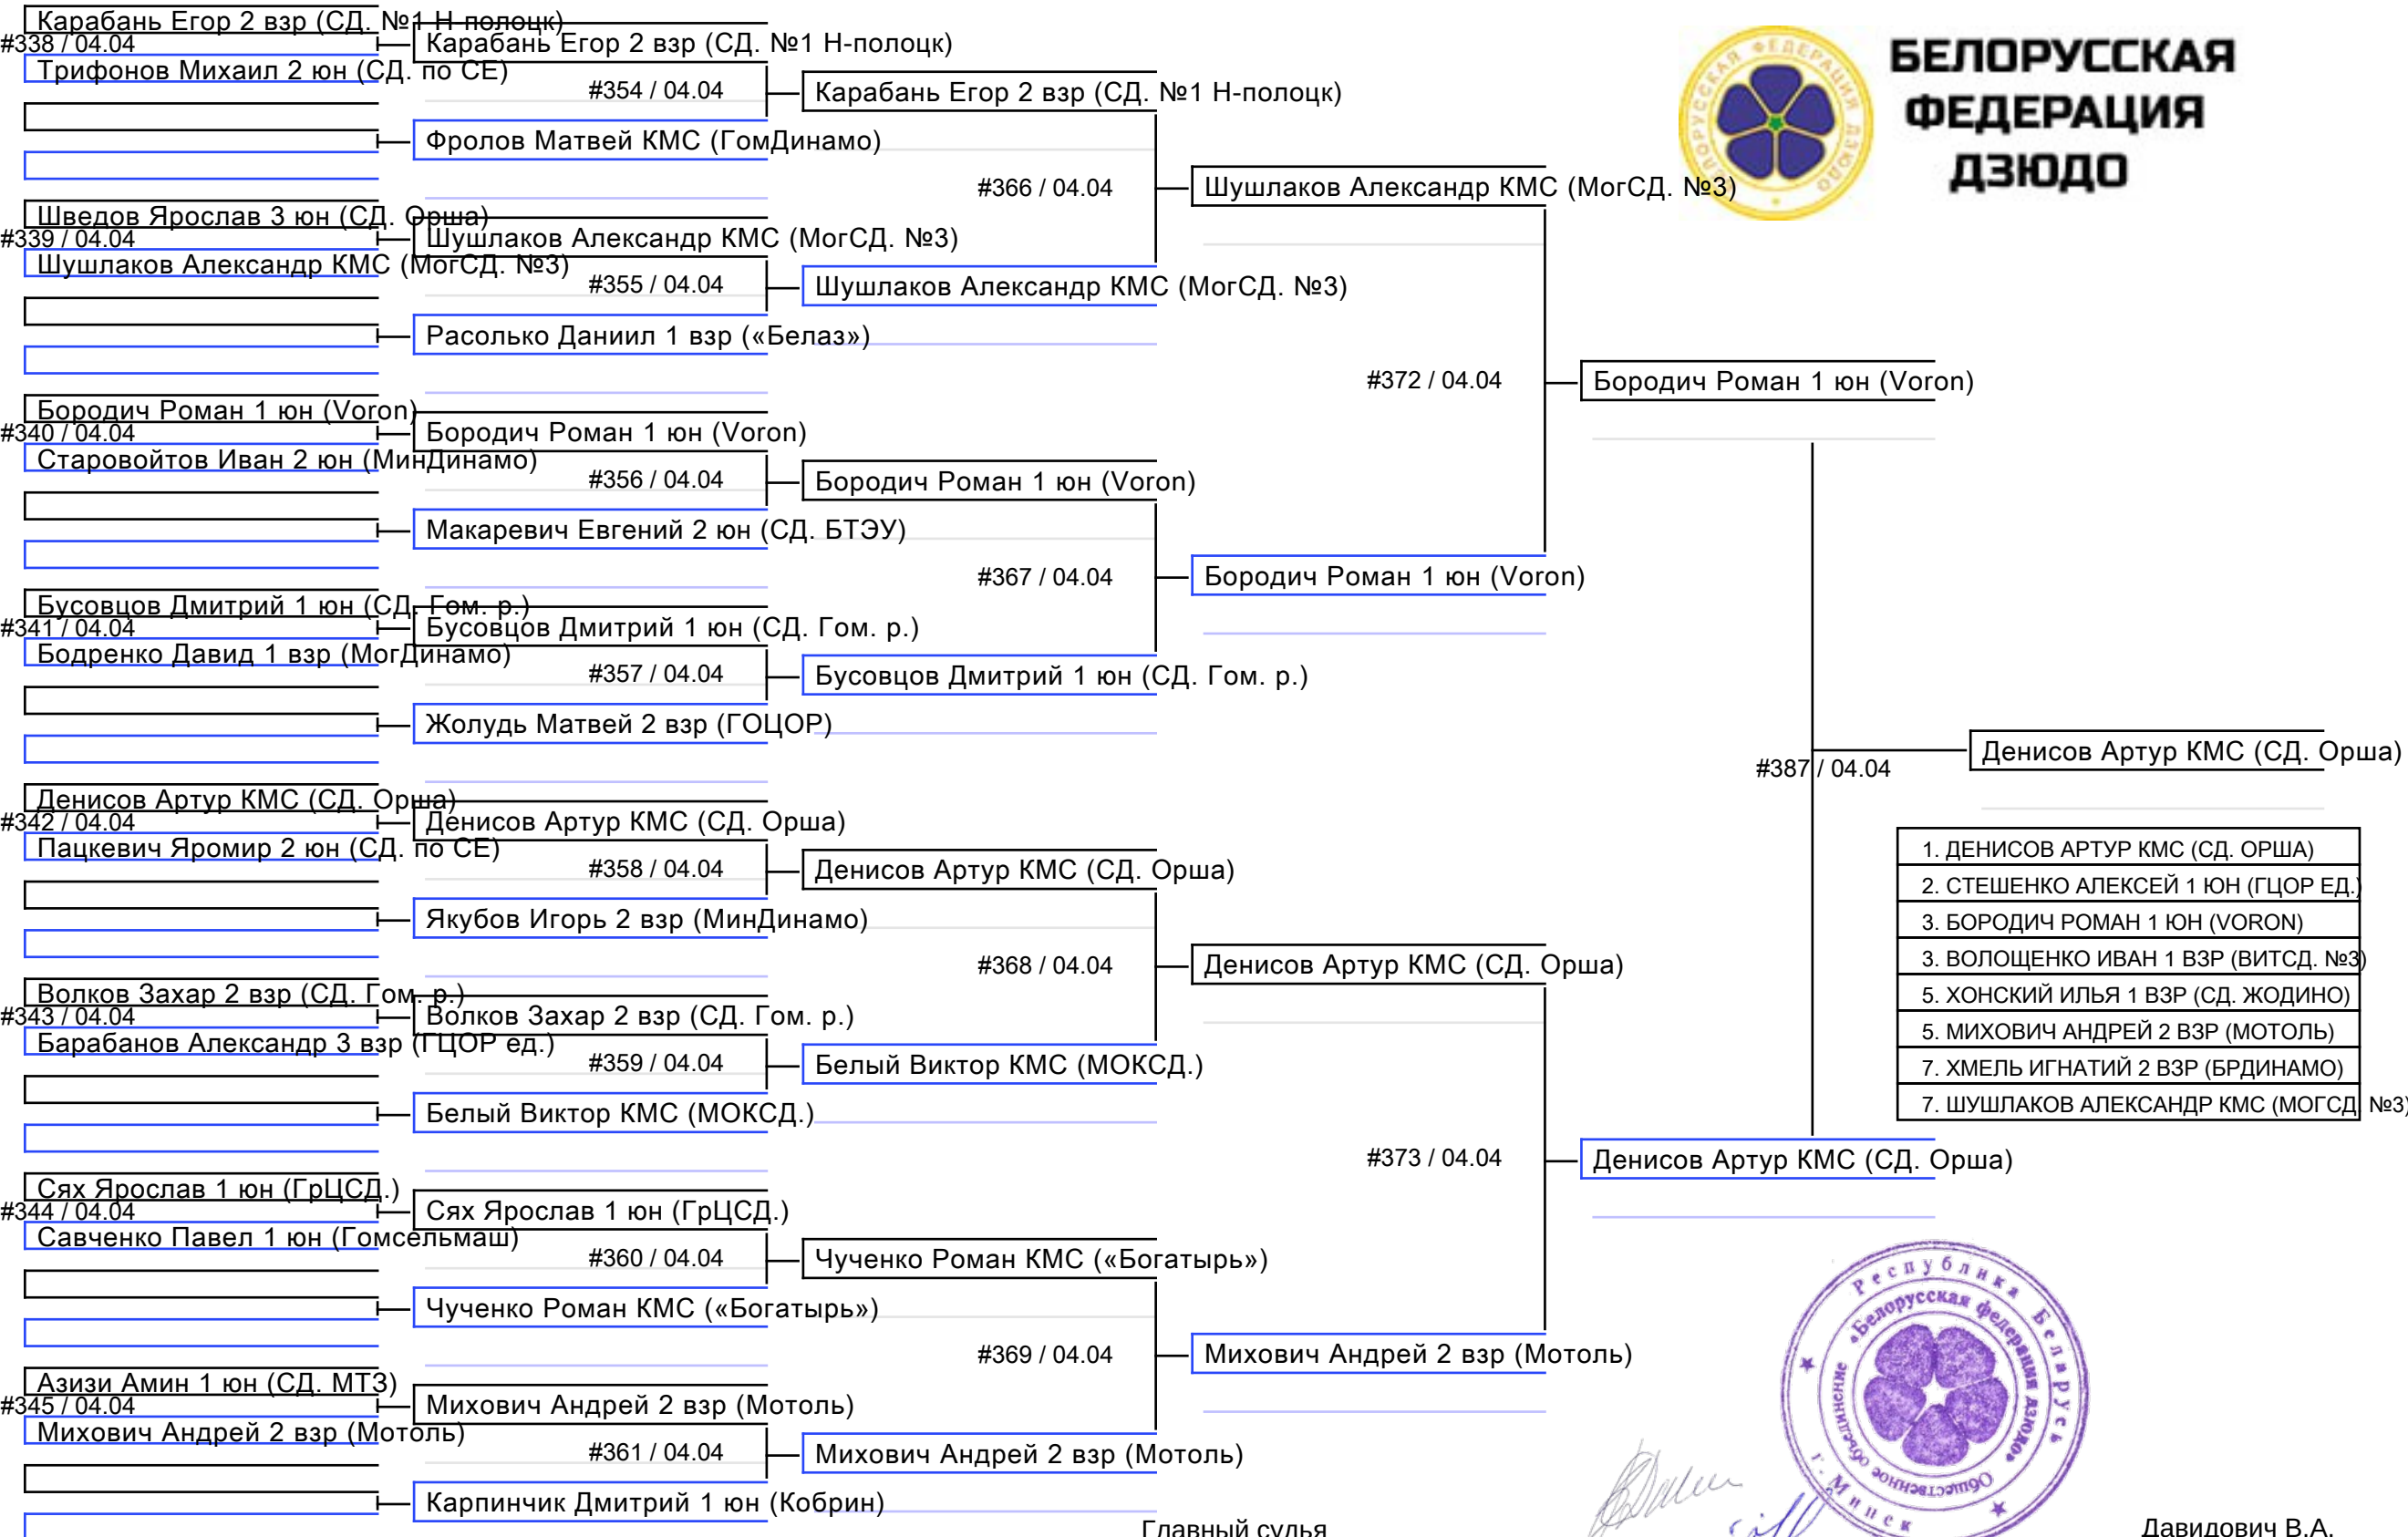 Карабань Егор 2 взр (СД. №1 Н-полоцк)
#338 / 04.04
Трифонов Михаил 2 юн (СД. по СЕ)
Шведов Ярослав 3 юн (СД. Орша)
#339 / 04.04
Шушлаков Александр КМС (МогСД. №3)
Бородич Роман 1 юн (Voron)
#340 / 04.04
Старовойтов Иван 2 юн (МинДинамо)
Бусовцов Дмитрий 1 юн (СД. Гом. р.)
#341 / 04.04
Бодренко Давид 1 взр (МогДинамо)
Денисов Артур КМС (СД. Орша)
#342 / 04.04
Пацкевич Яромир 2 юн (СД. по СЕ)
Волков Захар 2 взр (СД. Гом. р.)
#343 / 04.04
Барабанов Александр 3 взр (ГЦОР ед.)
Сях Ярослав 1 юн (ГрЦСД.)
#344 / 04.04
Савченко Павел 1 юн (Гомсельмаш)
Азизи Амин 1 юн (СД. МТЗ)
#345 / 04.04
Михович Андрей 2 взр (Мотоль)
Карабань Егор 2 взр (СД. №1 Н-полоцк)
#354 / 04.04
Фролов Матвей КМС (ГомДинамо)
Шушлаков Александр КМС (МогСД. №3)
#355 / 04.04
Расолько Даниил 1 взр («Белаз»)
Бородич Роман 1 юн (Voron)
#356 / 04.04
Макаревич Евгений 2 юн (СД. БТЭУ)
Бусовцов Дмитрий 1 юн (СД. Гом. р.)
#357 / 04.04
Жолудь Матвей 2 взр (ГОЦОР)
Денисов Артур КМС (СД. Орша)
#358 / 04.04
Якубов Игорь 2 взр (МинДинамо)
Волков Захар 2 взр (СД. Гом. р.)
#359 / 04.04
Белый Виктор КМС (МОКСД.)
Сях Ярослав 1 юн (ГрЦСД.)
#360 / 04.04
Чученко Роман КМС («Богатырь»)
Михович Андрей 2 взр (Мотоль)
#361 / 04.04
Карпинчик Дмитрий 1 юн (Кобрин)
Карабань Егор 2 взр (СД. №1 Н-полоцк)
#366 / 04.04
Шушлаков Александр КМС (МогСД. №3)
Бородич Роман 1 юн (Voron)
#367 / 04.04
Бусовцов Дмитрий 1 юн (СД. Гом. р.)
Денисов Артур КМС (СД. Орша)
#368 / 04.04
Белый Виктор КМС (МОКСД.)
Чученко Роман КМС («Богатырь»)
#369 / 04.04
Михович Андрей 2 взр (Мотоль)
Шушлаков Александр КМС (МогСД. №3)
#372 / 04.04
Бородич Роман 1 юн (Voron)
Денисов Артур КМС (СД. Орша)
#373 / 04.04
Михович Андрей 2 взр (Мотоль)
Бородич Роман 1 юн (Voron)
#387 / 04.04
Денисов Артур КМС (СД. Орша)
Денисов Артур КМС (СД. Орша)
БЕЛОРУССКАЯ ФЕДЕРАЦИЯ ДЗЮДО
БЕЛОРУССКАЯ
ФЕДЕРАЦИЯ
ДЗЮДО
1. ДЕНИСОВ АРТУР КМС (СД. ОРША)
2. СТЕШЕНКО АЛЕКСЕЙ 1 ЮН (ГЦОР ЕД.)
3. БОРОДИЧ РОМАН 1 ЮН (VORON)
3. ВОЛОЩЕНКО ИВАН 1 ВЗР (ВИТСД. №3)
5. ХОНСКИЙ ИЛЬЯ 1 ВЗР (СД. ЖОДИНО)
5. МИХОВИЧ АНДРЕЙ 2 ВЗР (МОТОЛЬ)
7. ХМЕЛЬ ИГНАТИЙ 2 ВЗР (БРДИНАМО)
7. ШУШЛАКОВ АЛЕКСАНДР КМС (МОГСД. №3)
Республика Беларусь
г. Минск
Общественное объединение
«Белорусская федерация дзюдо»
Главный судья
Давидович В.А.